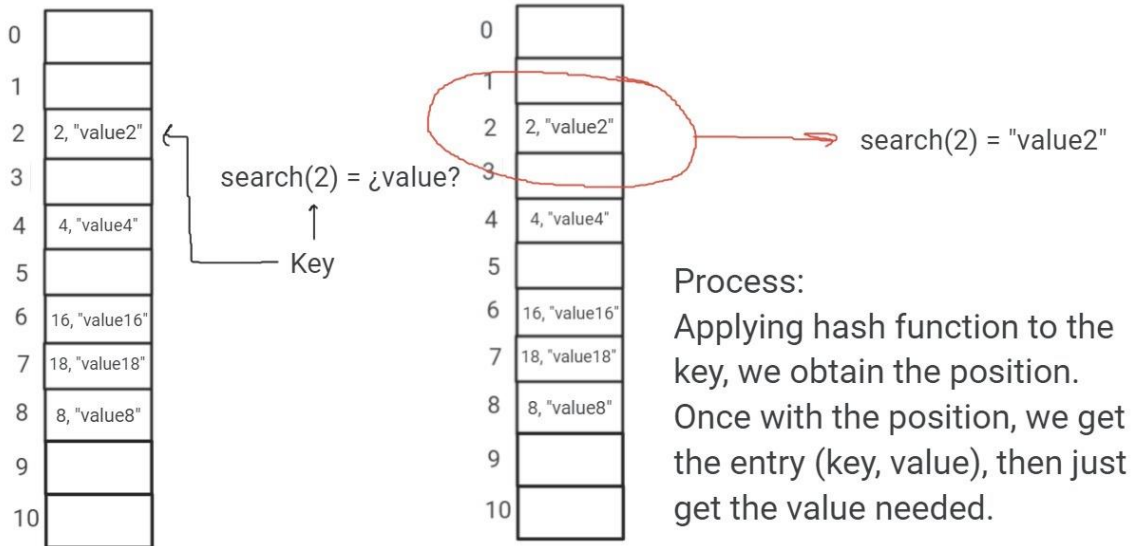 0
1
2 2, "value2"
3
4 4, "value4"
5
6 16, "value16"
7 18, "value18"
8 8, "value8"
9
10
search(2) = ¿value?
Key
0
1
2 2, "value2"
3
4 4, "value4"
5
6 16, "value16"
7 18, "value18"
8 8, "value8"
9
10
search(2) = "value2"
Process:
Applying hash function to the
key, we obtain the position.
Once with the position, we get
the entry (key, value), then just
get the value needed.